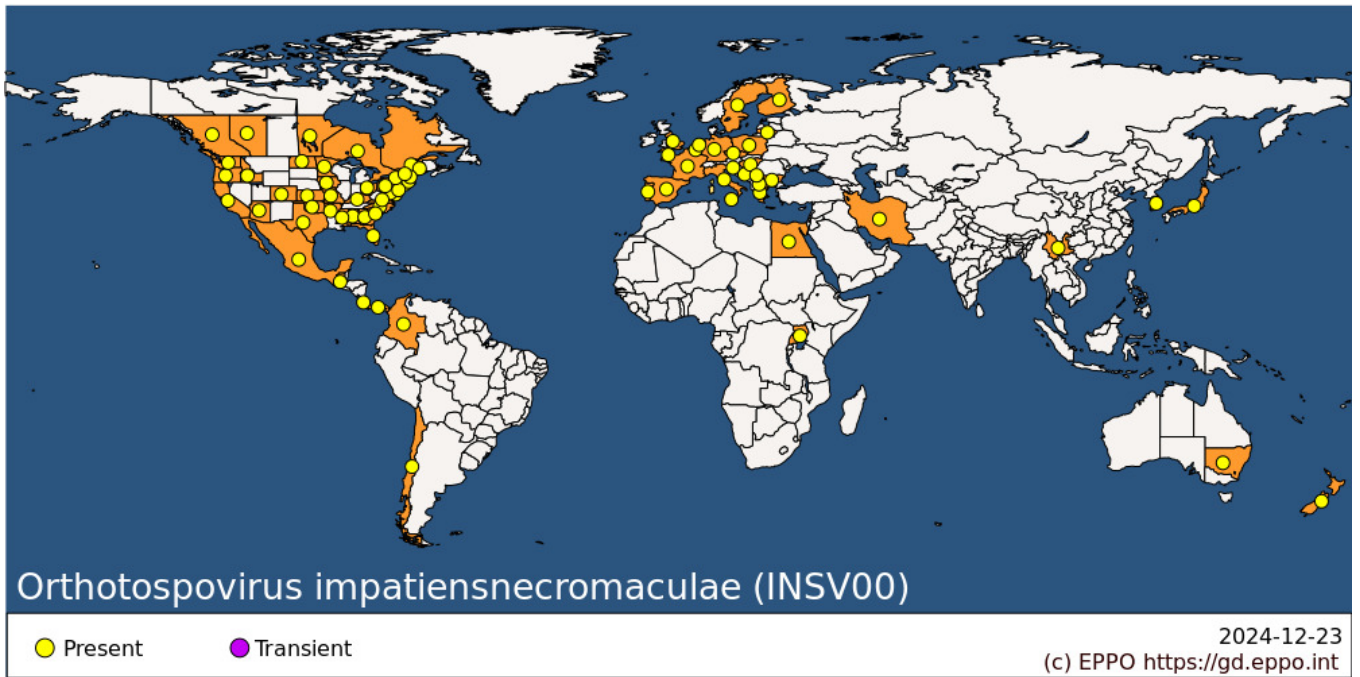 Orthotospovirus impatiensnecromaculae (INSV00)
Present
Transient
2024-12-23
(c) EPPO https://gd.eppo.int